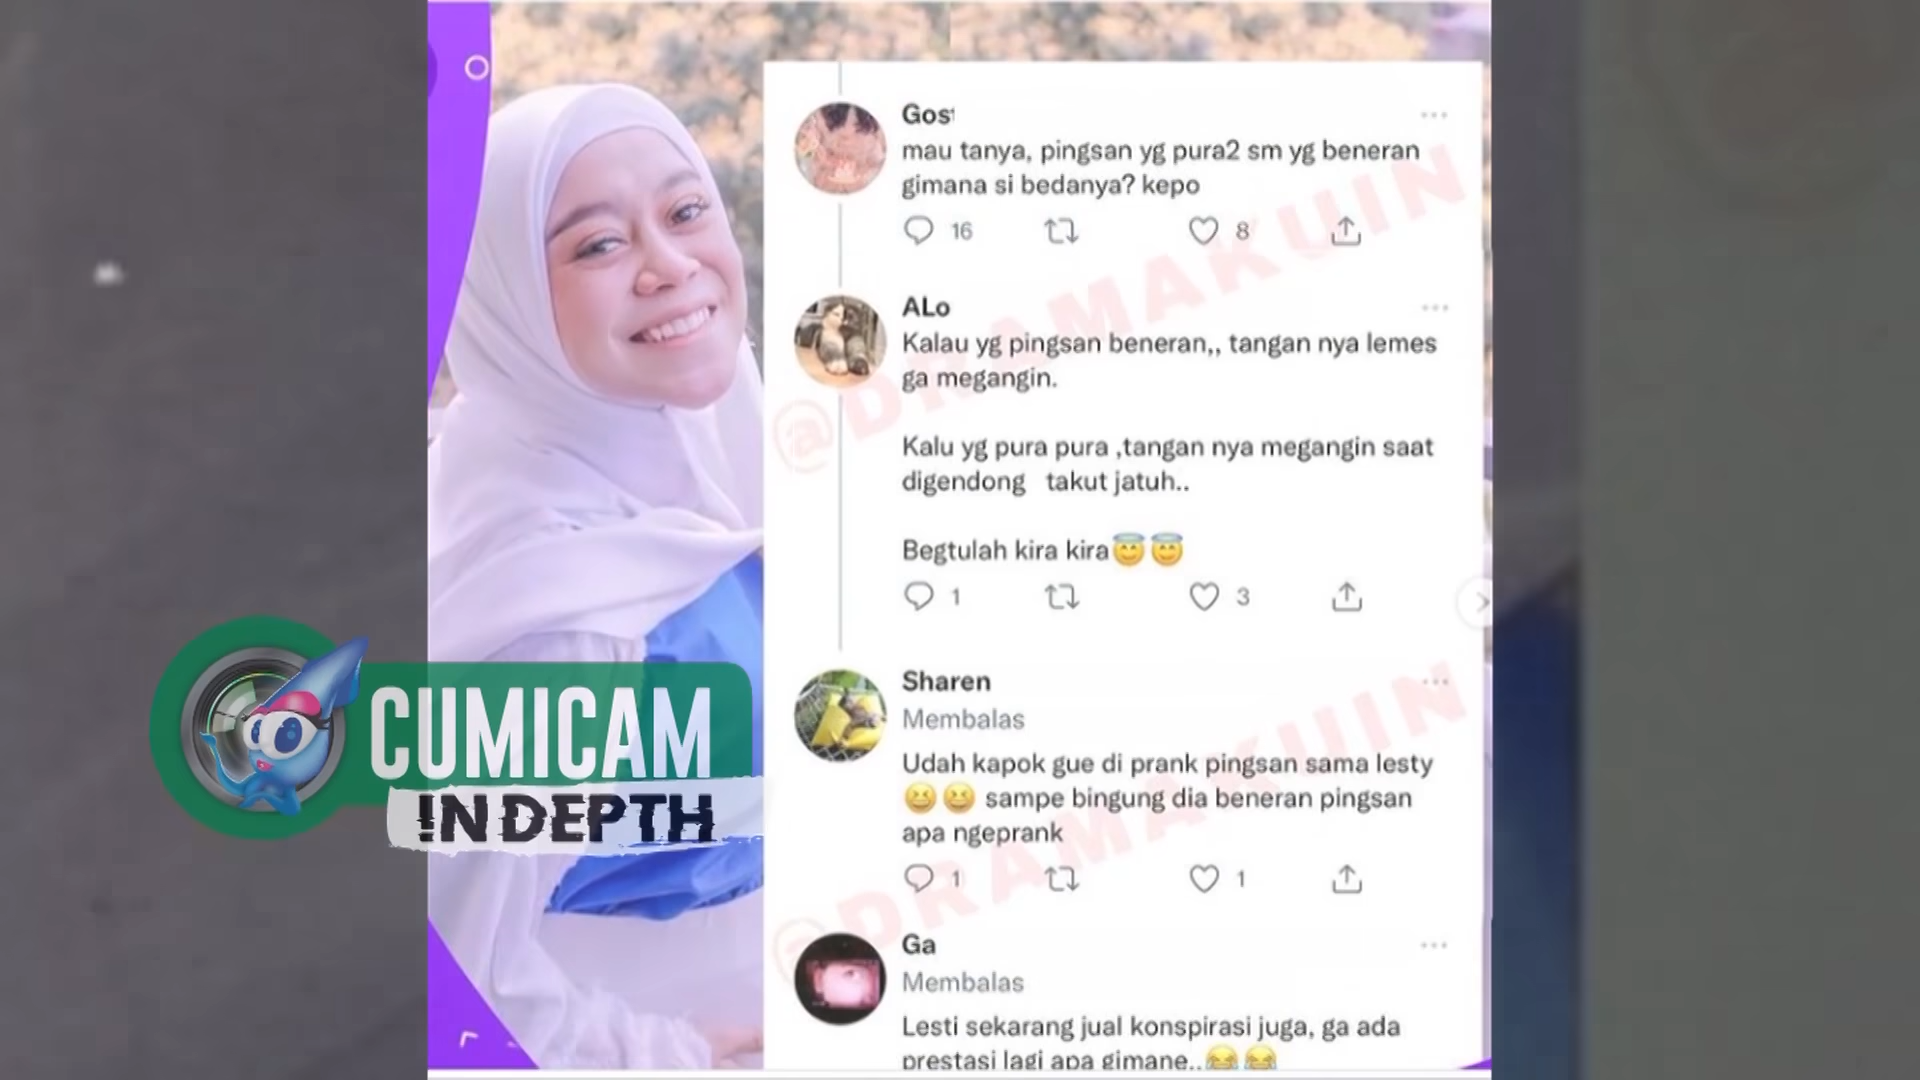 Gos
mau tanya, pingsan yg pura2 sm yg beneran
gimana si bedanya? kepo
16
8
ALo
Kalau yg pingsan beneran,, tangan nya lemes
ga megangin.
Kalu yg pura pura ,tangan nya megangin saat
digendong takut jatuh..
Begtulah kira kira😇😇
1
3
Sharen
Membalas
Udah kapok gue di prank pingsan sama lesty
😆😆 sampe bingung dia beneran pingsan
apa ngeprank
1
1
Ga
Membalas
Lesti sekarang jual konspirasi juga, ga ada
prestasi lagi apa gimane..😂😂
@DRAMAKUIN
@DRAMAKUIN
CUMICAM
!NDEPTH